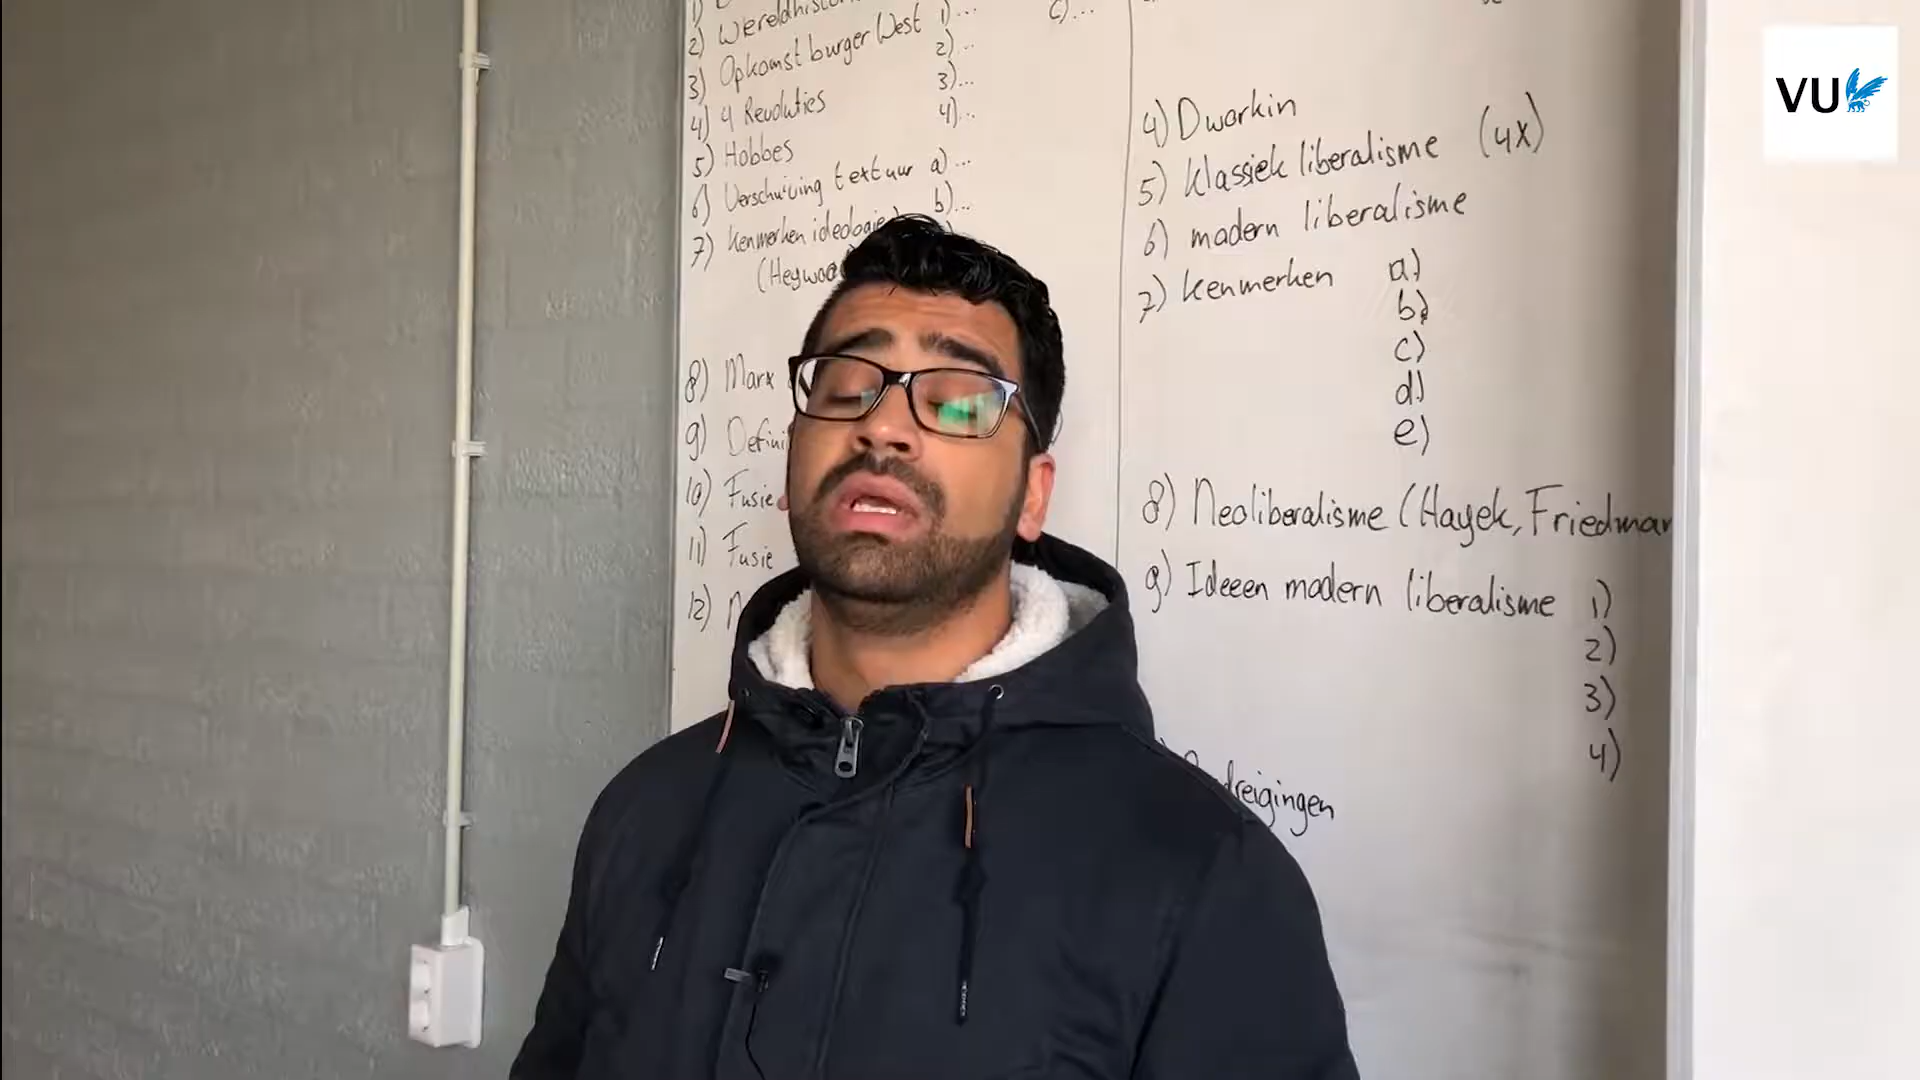 2) Wereldhistori
3) Opkomst burger West 1)...
2)...
3)...
4) 4 Revoluties 4)...
5) Hobbes
6) Verschuiving textuur a)...
b)...
7) kenmerken ideologie
(Heywood
8) Marx
9) Defini
10) Fusie
11) Fusie
12)
c)...
4) Dworkin
5) klassiek liberalisme (4x)
6) modern liberalisme
7) kenmerken a)
b)
c)
d)
e)
8) Neoliberalisme (Hayek, Friedman
9) Ideeen modern liberalisme 1)
2)
3)
4)
dreigingen
VU